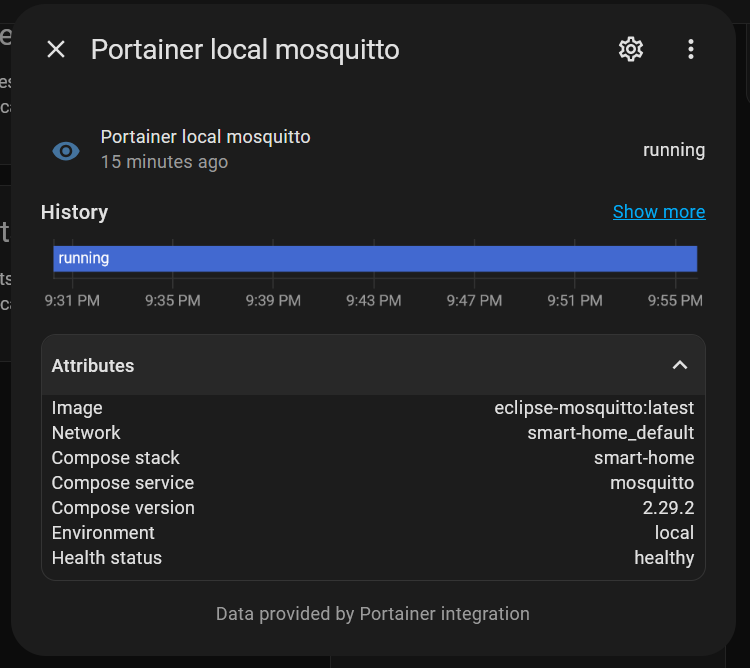 Portainer local mosquitto
Portainer local mosquitto
15 minutes ago
running
History
Show more
running
9:31 PM 9:35 PM 9:39 PM 9:43 PM 9:47 PM 9:51 PM 9:55 PM
Attributes
Image eclipse-mosquitto:latest
Network smart-home_default
Compose stack smart-home
Compose service mosquitto
Compose version 2.29.2
Environment local
Health status healthy
Data provided by Portainer integration